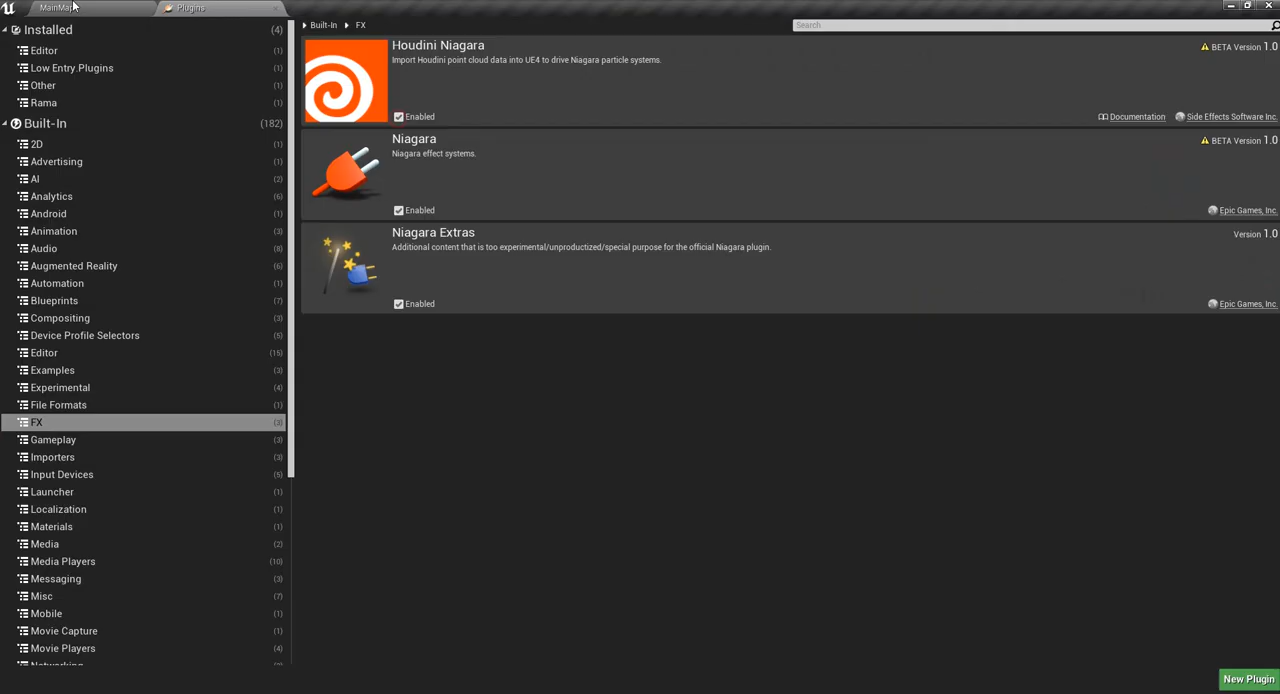 MainMap
Plugins
Installed (4)
Editor (1)
Low Entry.Plugins (1)
Other (1)
Rama (1)
Built-In (182)
2D (1)
Advertising (1)
AI (2)
Analytics (6)
Android (1)
Animation (3)
Audio (8)
Augmented Reality (6)
Automation (1)
Blueprints (7)
Compositing (3)
Device Profile Selectors (5)
Editor (15)
Examples (3)
Experimental (4)
File Formats (1)
FX (3)
Gameplay (3)
Importers (3)
Input Devices (5)
Launcher (1)
Localization (1)
Materials (1)
Media (2)
Media Players (10)
Messaging (3)
Misc (7)
Mobile (1)
Movie Capture (1)
Movie Players (4)
Built-In FX
Search
Houdini Niagara
BETA Version 1.0
Import Houdini point cloud data into UE4 to drive Niagara particle systems.
Enabled
Documentation Side Effects Software Inc.
Niagara
BETA Version 1.0
Niagara effect systems.
Enabled
Epic Games, Inc.
Niagara Extras
Version 1.0
Additional content that is too experimental/unproductized/special purpose for the official Niagara plugin.
Enabled
Epic Games, Inc.
New Plugin